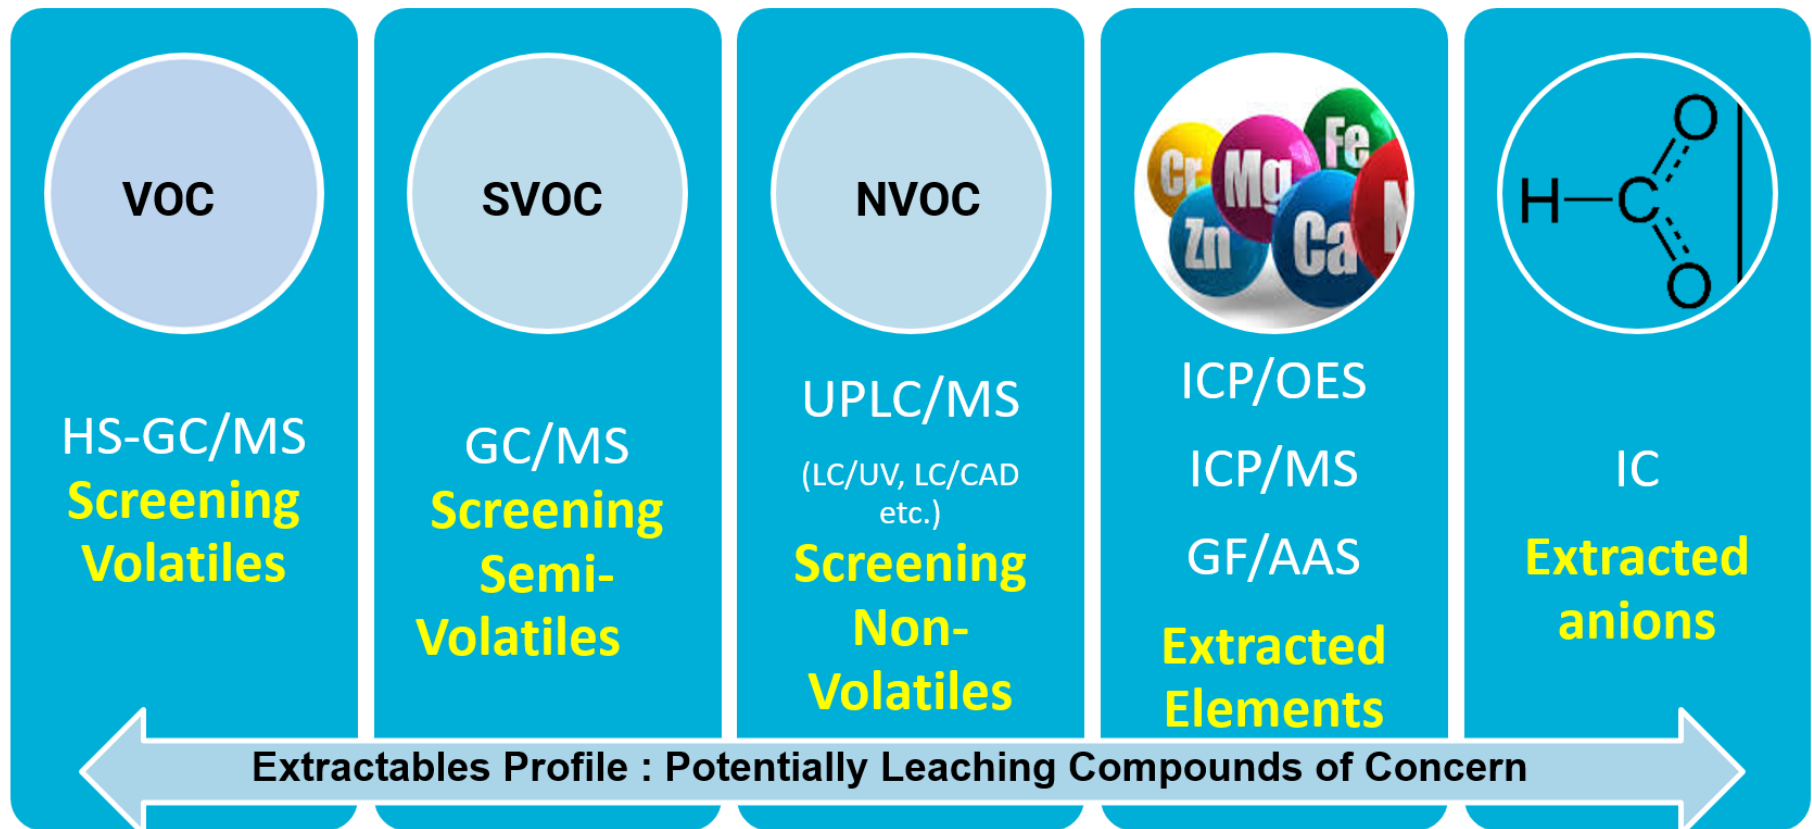 VOC
HS-GC/MS
Screening
Volatiles
SVOC
GC/MS
Screening
Semi-
Volatiles
NVOC
UPLC/MS
(LC/UV, LC/CAD
etc.)
Screening
Non-
Volatiles
Cr
Mg
Fe
Zn
Ca
N
ICP/OES
ICP/MS
GF/AAS
Extracted
Elements
O
H C
O
IC
Extracted
anions
Extractables Profile : Potentially Leaching Compounds of Concern